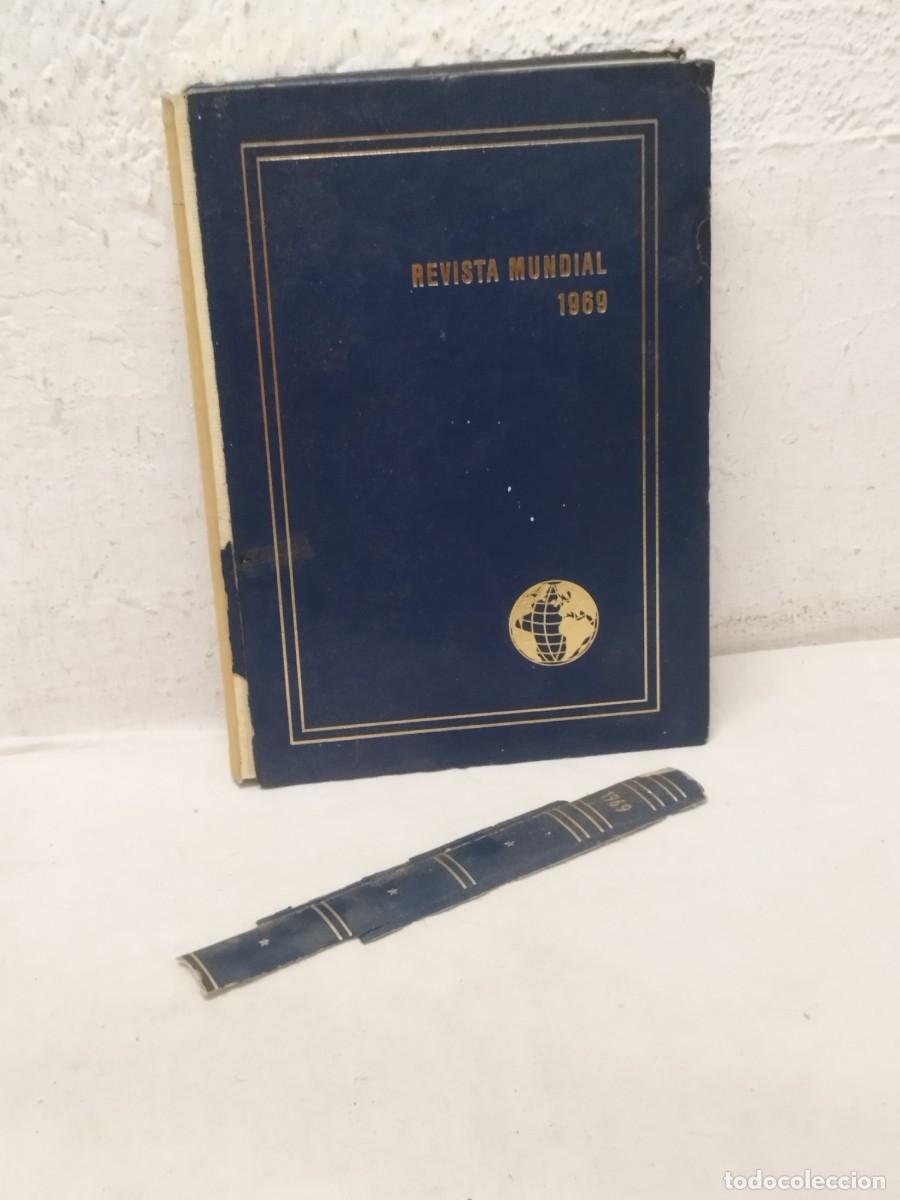 REVISTA MUNDIAL
1969
1969
todocoleccion